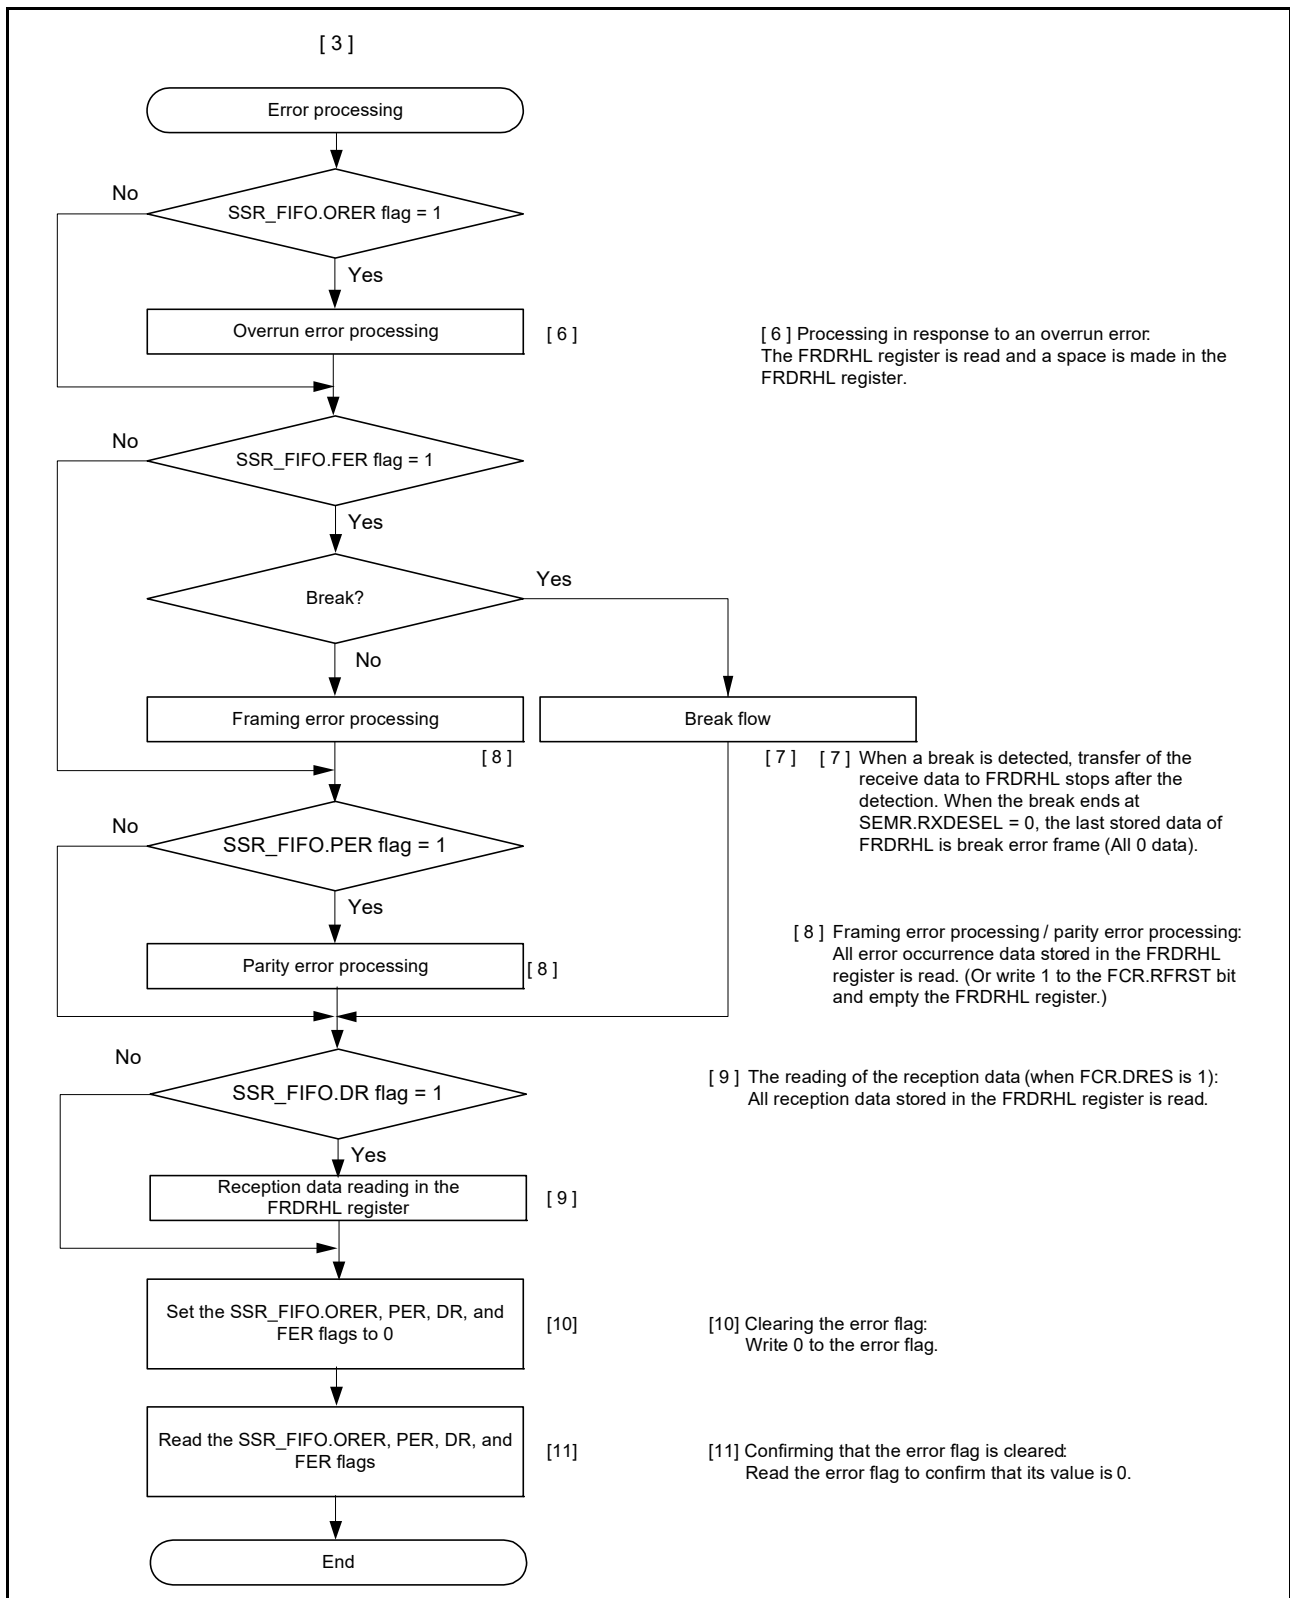 [ 3 ]
Error processing
No
SSR_FIFO.ORER flag = 1
Yes
Overrun error processing
[ 6 ]
[ 6 ] Processing in response to an overrun error:
The FRDRHL register is read and a space is made in the
FRDRHL register.
No
SSR_FIFO.FER flag = 1
Yes
Break?
Yes
No
Framing error processing
Break flow
[ 8 ]
[ 7 ]
[ 7 ] When a break is detected, transfer of the
receive data to FRDRHL stops after the
detection. When the break ends at
SEMR.RXDESEL = 0, the last stored data of
FRDRHL is break error frame (All 0 data).
No
SSR_FIFO.PER flag = 1
Yes
Parity error processing
[ 8 ]
[ 8 ] Framing error processing / parity error processing:
All error occurrence data stored in the FRDRHL
register is read. (Or write 1 to the FCR.RFRST bit
and empty the FRDRHL register.)
No
SSR_FIFO.DR flag = 1
Yes
[ 9 ] The reading of the reception data (when FCR.DRES is 1):
All reception data stored in the FRDRHL register is read.
Reception data reading in the
FRDRHL register
[ 9 ]
Set the SSR_FIFO.ORER, PER, DR, and
FER flags to 0
[10]
[10] Clearing the error flag:
Write 0 to the error flag.
Read the SSR_FIFO.ORER, PER, DR, and
FER flags
[11]
[11] Confirming that the error flag is cleared:
Read the error flag to confirm that its value is 0.
End